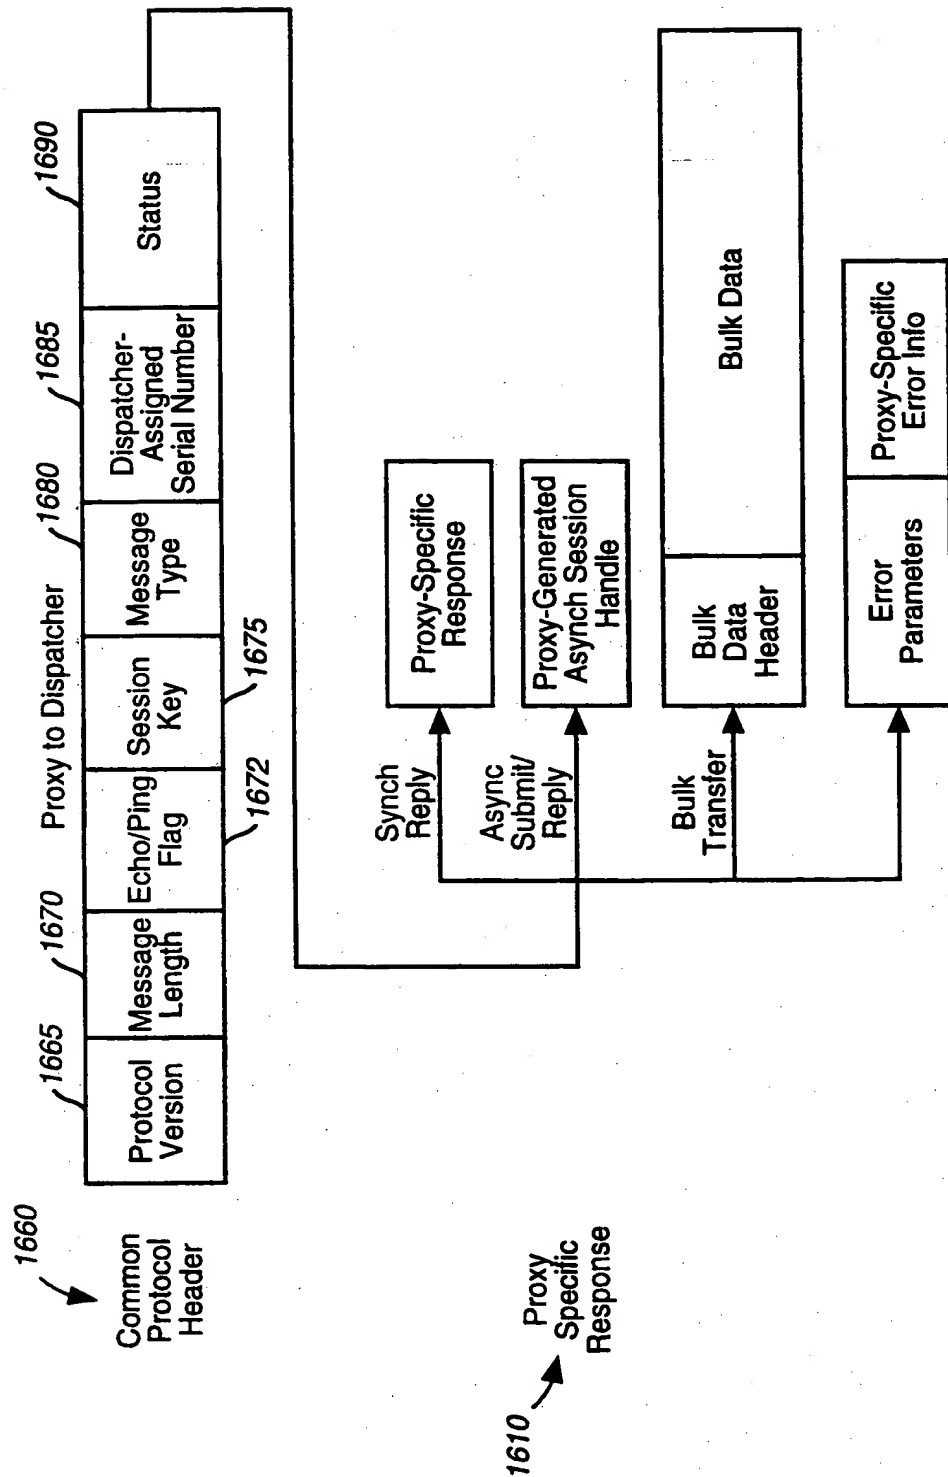 Proxy to Dispatcher
1660
Common
Protocol
Header
1665
Protocol
Version
1670
Message
Length
Echo/Ping
Flag
1672
Session
Key
1675
1680
Message
Type
1685
Dispatcher-
Assigned
Serial Number
1690
Status
1610
Proxy
Specific
Response
Synch
Reply
Proxy-Specific
Response
Async
Submit/
Reply
Proxy-Generated
Asynch Session
Handle
Bulk
Transfer
Bulk
Data
Header
Bulk Data
Error
Parameters
Proxy-Specific
Error Info